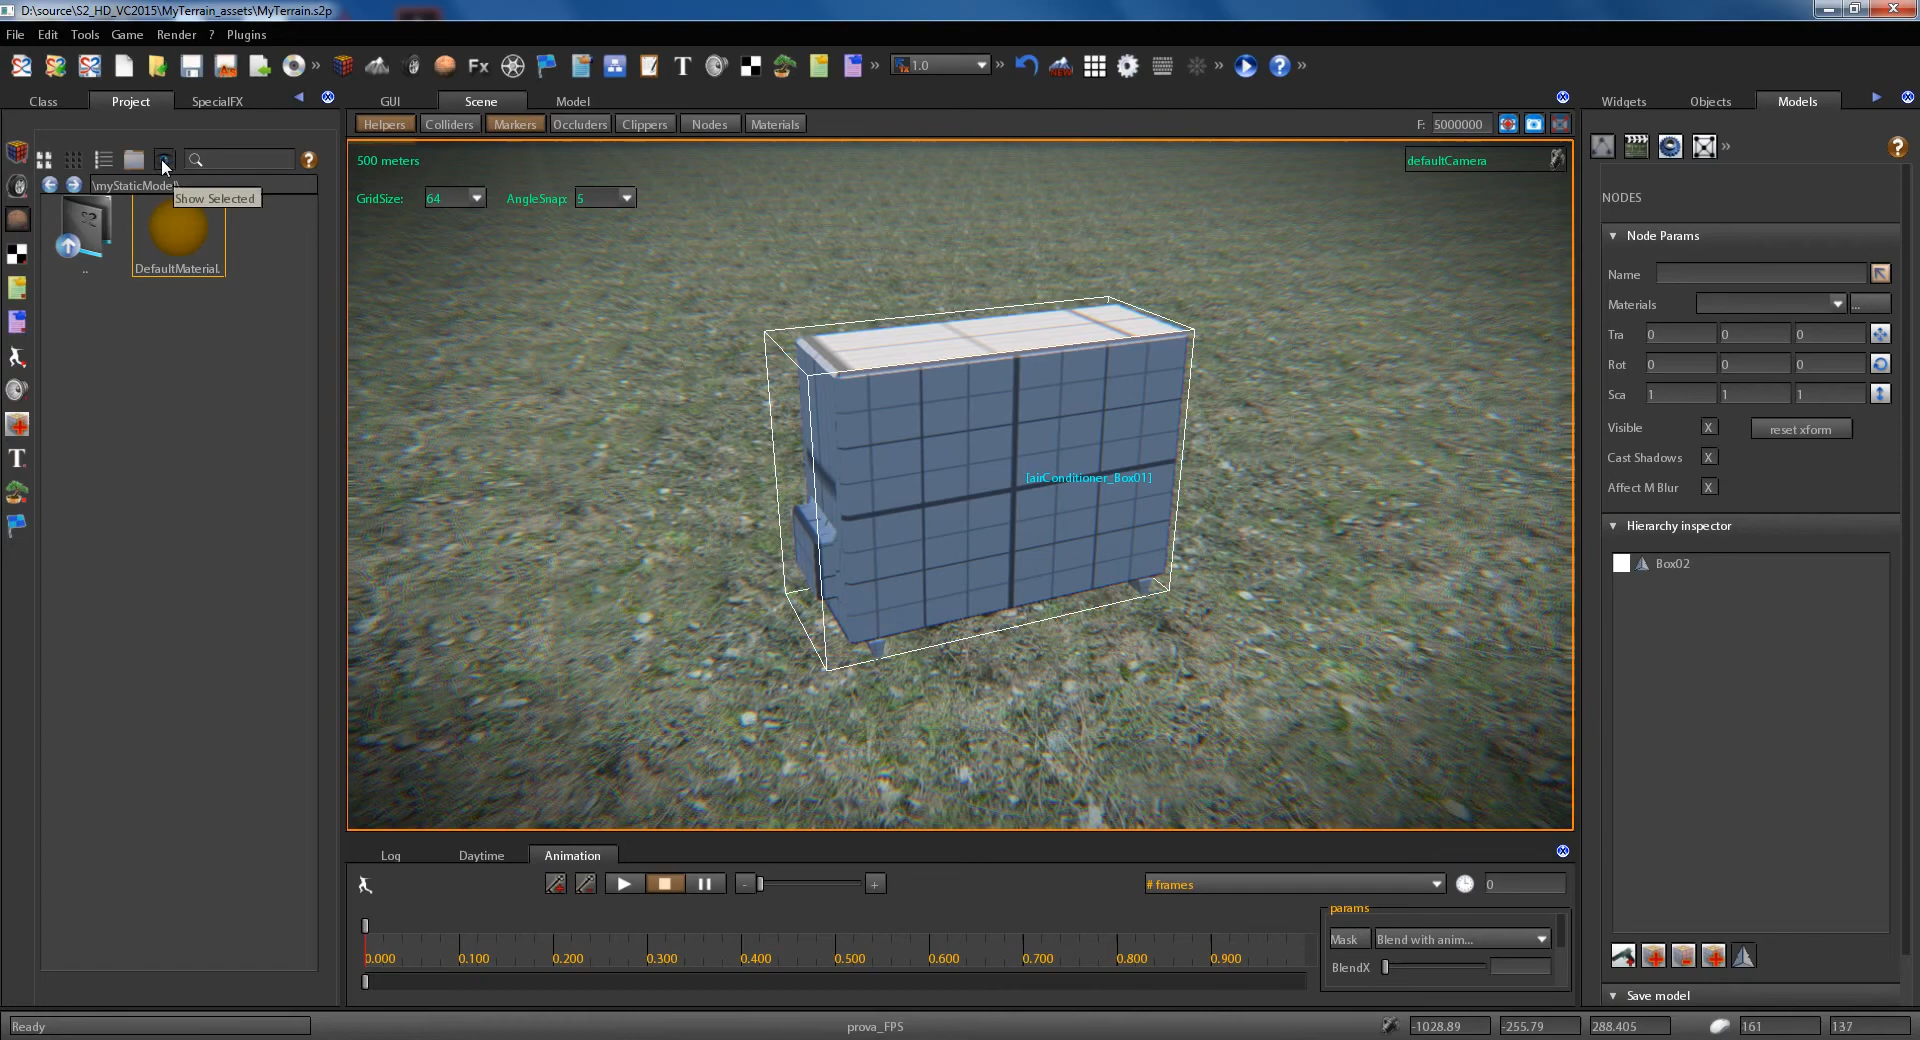 D:\source\S2_HD_VC2015\MyTerrain_assets\MyTerrain.s2p
File Edit Tools Game Render ? Plugins
Fx T 1.0
Class Project SpecialFX GUI Scene Model Widgets Objects Models
Helpers Colliders Markers Occluders Clippers Nodes Materials F: 5000000
500 meters defaultCamera
\myStaticModel\
Show Selected
GridSize: 64 AngleSnap: 5
NODES
Node Params
.. DefaultMaterial.
Name
Materials ...
Tra 0 0 0
Rot 0 0 0
Sca 1 1 1
Visible X reset xform
Cast Shadows X
[airConditioner_Box01]
Affect M Blur X
Hierarchy inspector
Box02
Log Daytime Animation
- + # frames 0
params
Mask Blend with anim...
0.000 0.100 0.200 0.300 0.400 0.500 0.600 0.700 0.800 0.900
BlendX
Save model
Ready prova_FPS -1028.89 -255.79 288.405 161 137